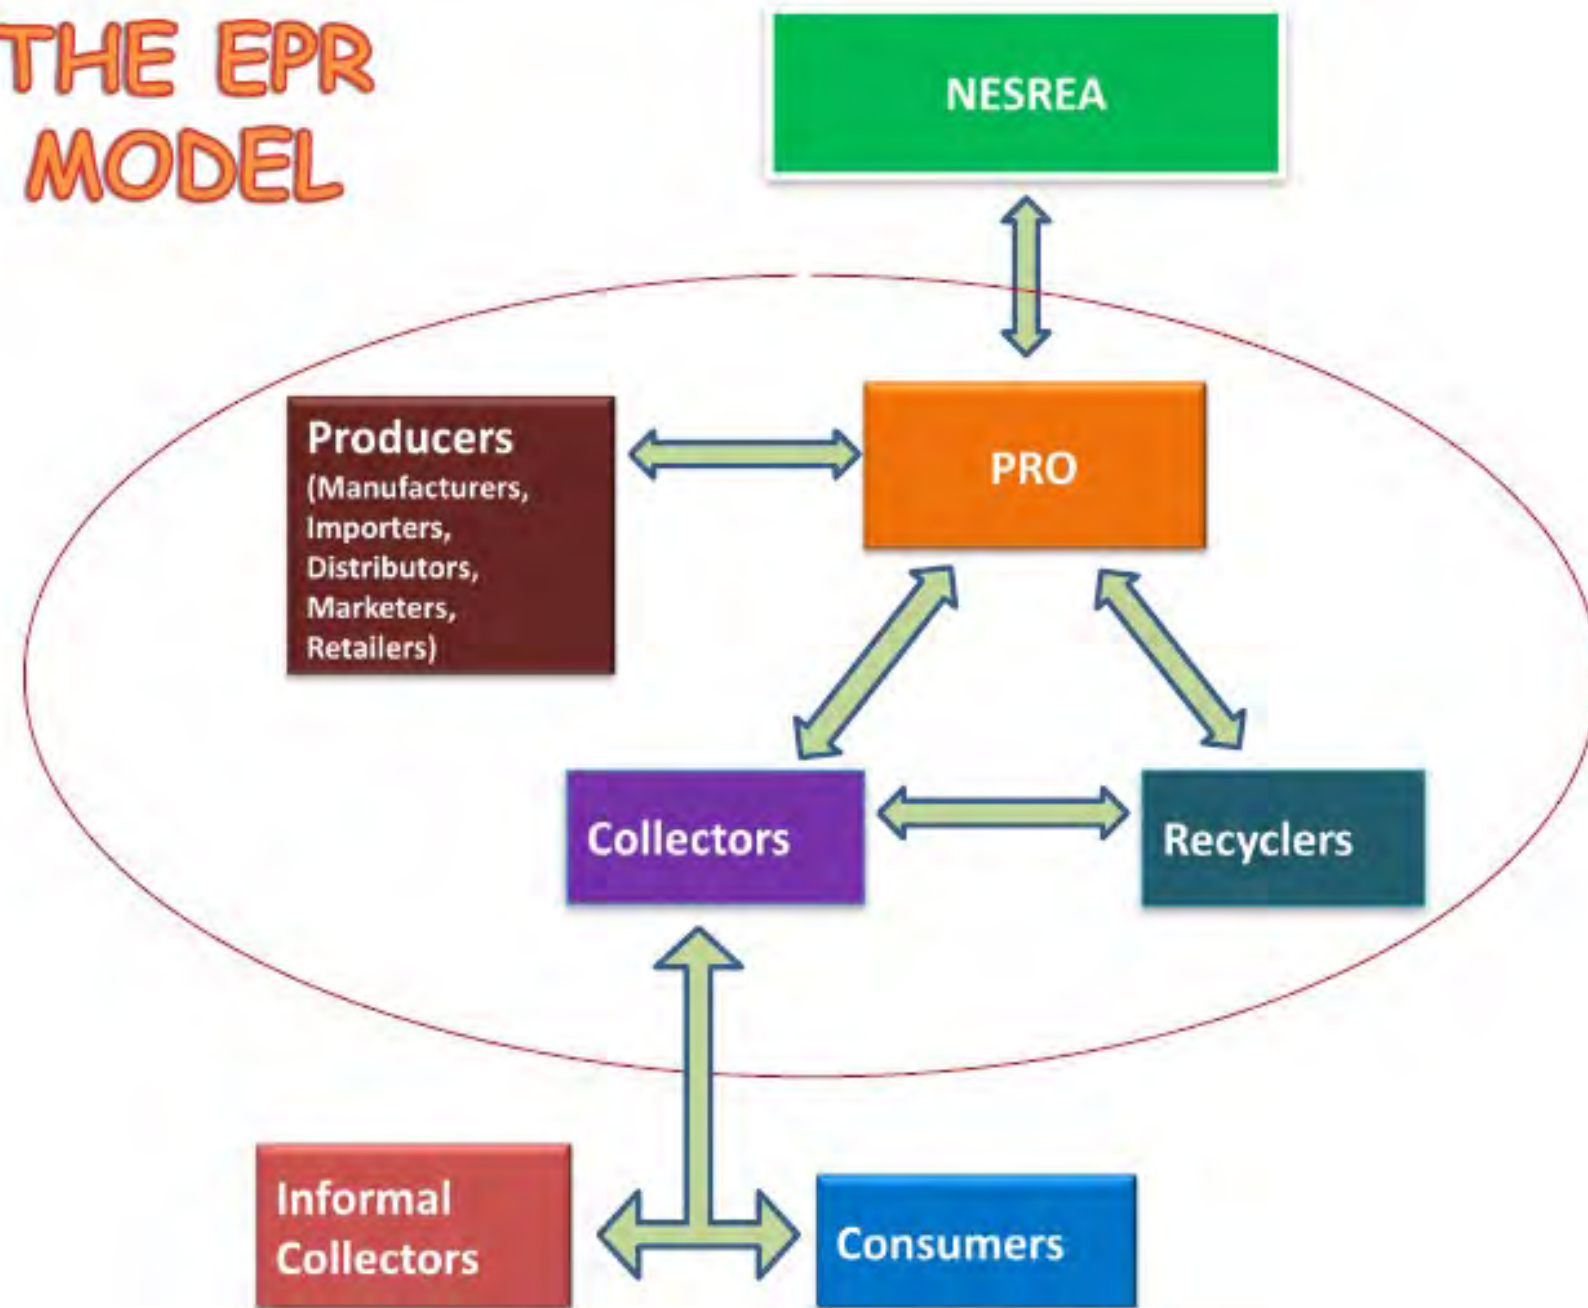 THE EPR
MODEL
NESREA
Producers
(Manufacturers,
Importers,
Distributors,
Marketers,
Retailers)
PRO
Collectors
Recyclers
Informal
Collectors
Consumers